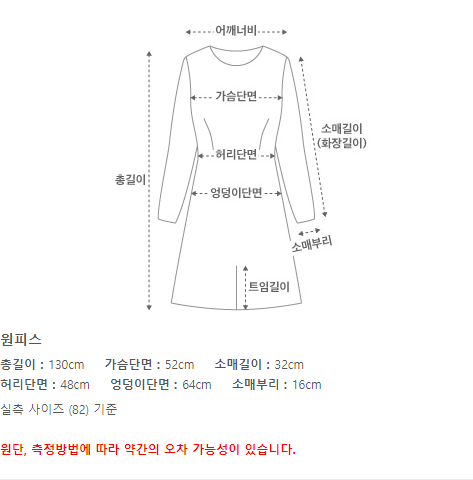 어깨너비
가슴단면
소매길이
(화장길이)
허리단면
총길이
엉덩이단면
소매부리
트임길이
원피스
총길이 : 130cm 가슴단면 : 52cm 소매길이 : 32cm
허리단면 : 48cm 엉덩이단면 : 64cm 소매부리 : 16cm
실측 사이즈 (82) 기준
원단, 측정방법에 따라 약간의 오차 가능성이 있습니다.